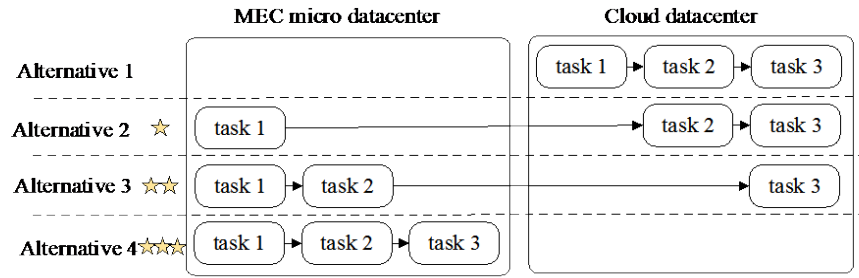 MEC micro datacenter Cloud datacenter
Alternative 1 task 1 task 2 task 3
Alternative 2 task 1 task 2 task 3
Alternative 3 task 1 task 2 task 3
Alternative 4 task 1 task 2 task 3